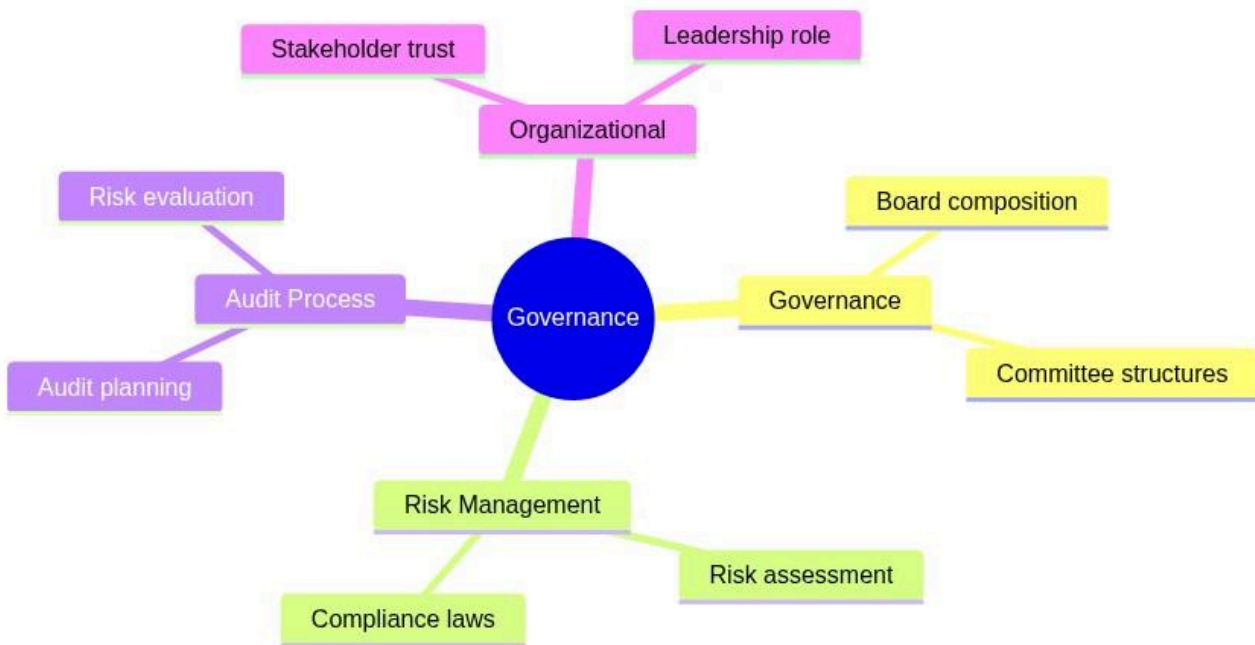 Stakeholder trust
Leadership role
Organizational
Risk evaluation
Board composition
Audit Process
Governance
Governance
Audit planning
Committee structures
Risk Management
Risk assessment
Compliance laws